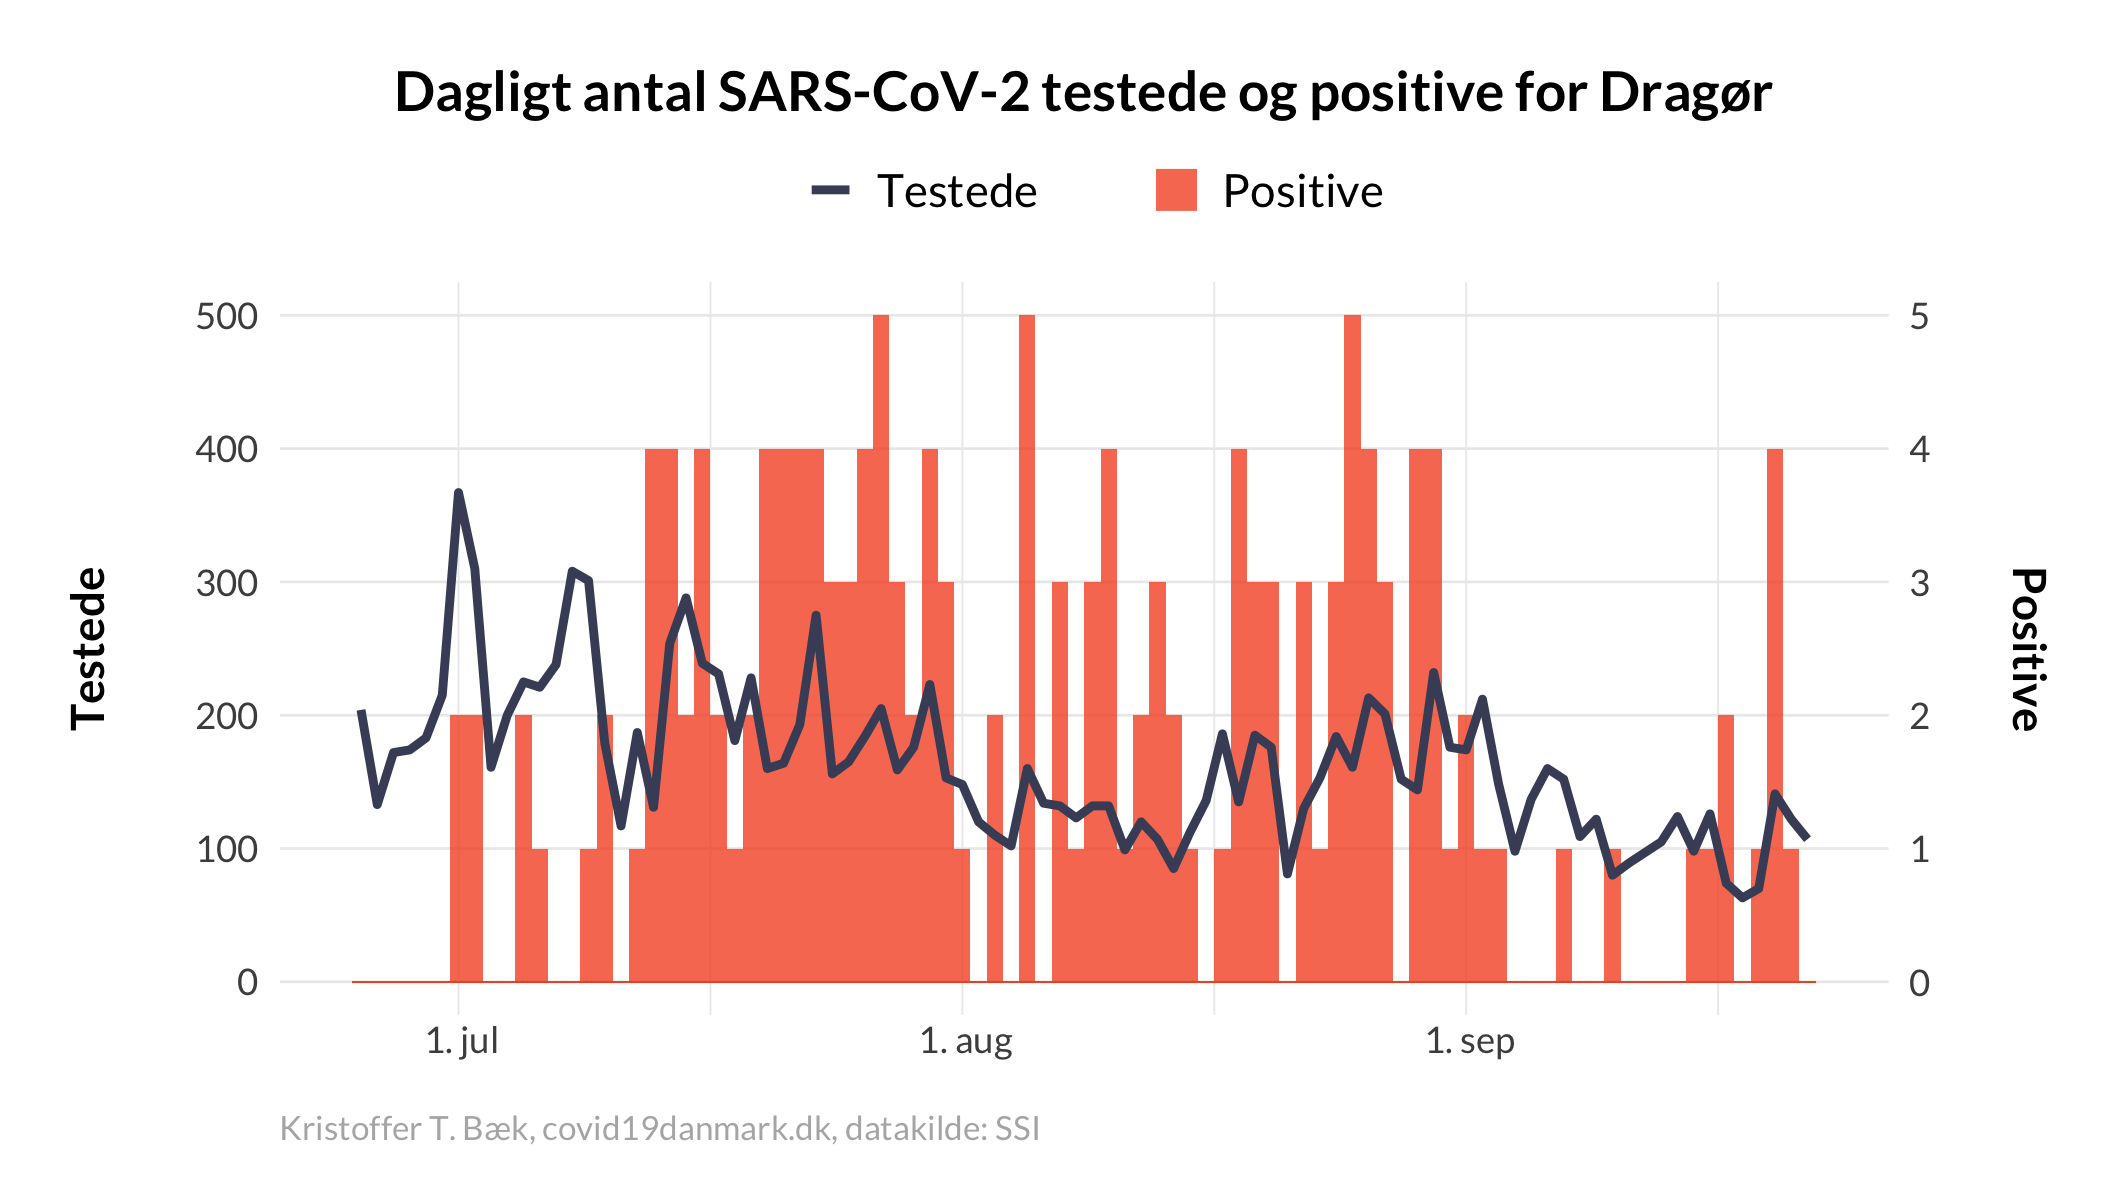 Dagligt antal SARS-CoV-2 testede og positive for Dragør
Testede
Positive
500
400
300
200
100
0
5
4
3
2
1
0
Testede
Positive
1. jul
1. aug
1. sep
Kristoffer T. Bæk, covid19danmark.dk, datakilde: SSI